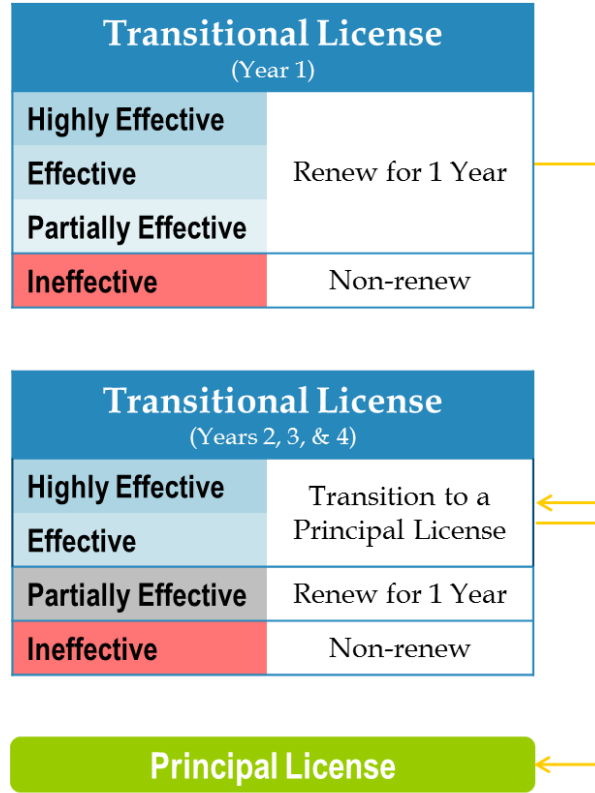 Transitional License
(Year 1)
Highly Effective
Effective
Renew for 1 Year
Partially Effective
Ineffective
Non-renew
Transitional License
(Years 2, 3, & 4)
Highly Effective
Effective
Transition to a
Principal License
Partially Effective
Renew for 1 Year
Ineffective
Non-renew
Principal License